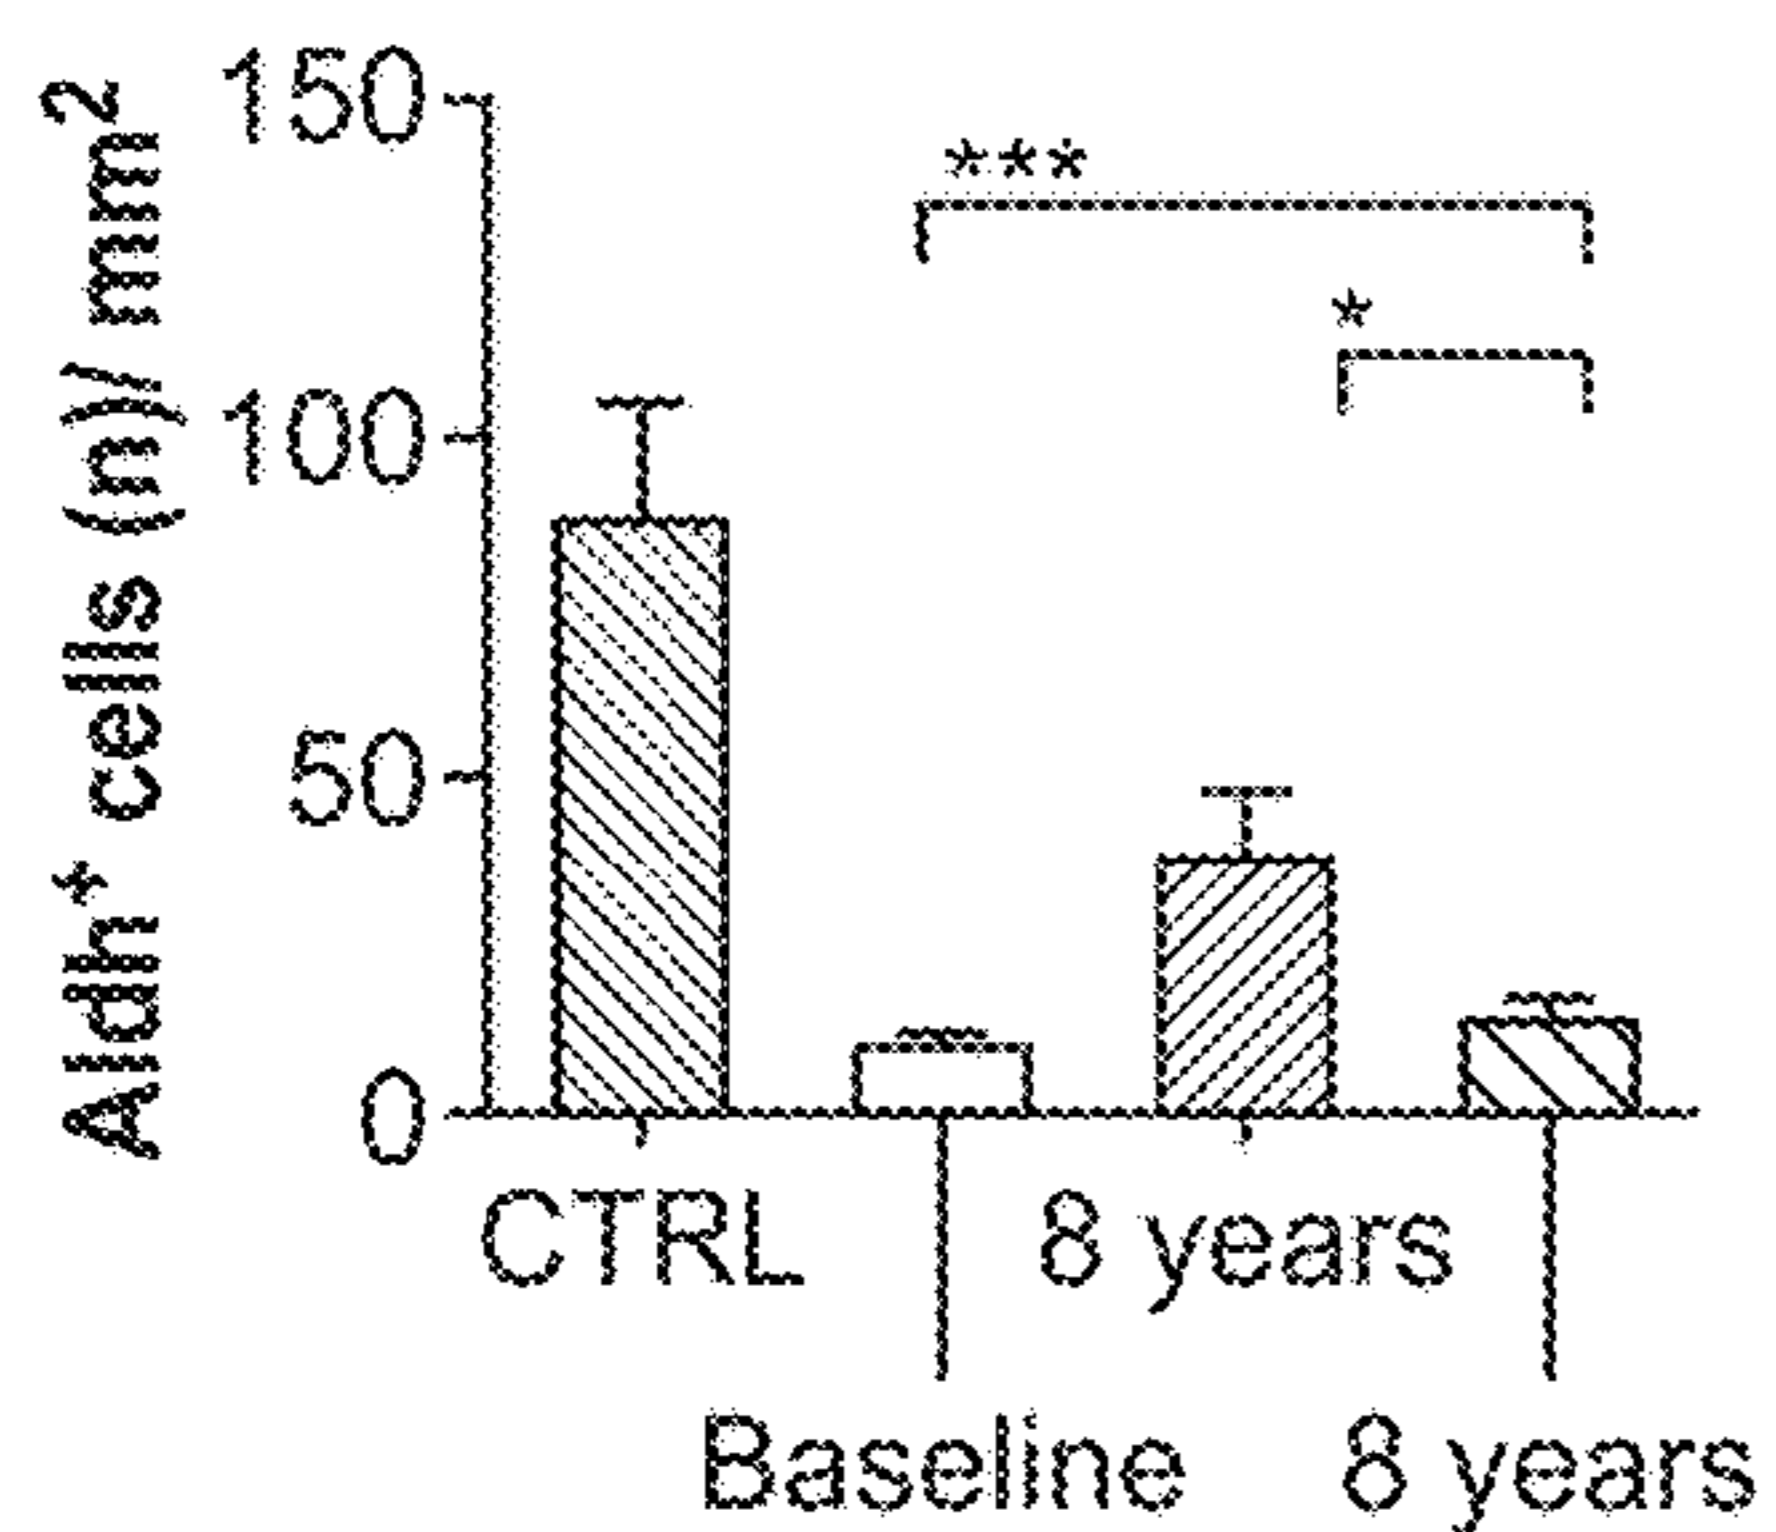 Aldh⁺ cells (n)/ mm²
150
100
50
0
***
*
CTRL
8 years
Baseline
8 years